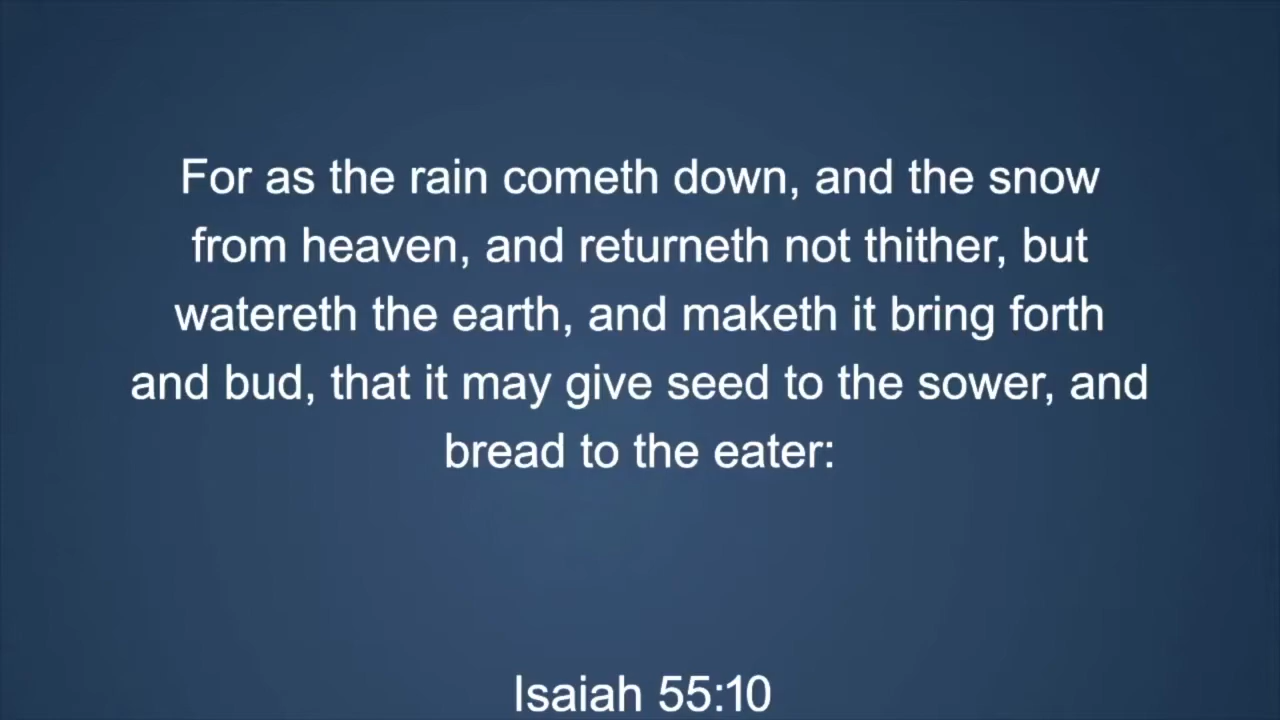 For as the rain cometh down, and the snow
from heaven, and returneth not thither, but
watereth the earth, and maketh it bring forth
and bud, that it may give seed to the sower, and
bread to the eater:
Isaiah 55:10